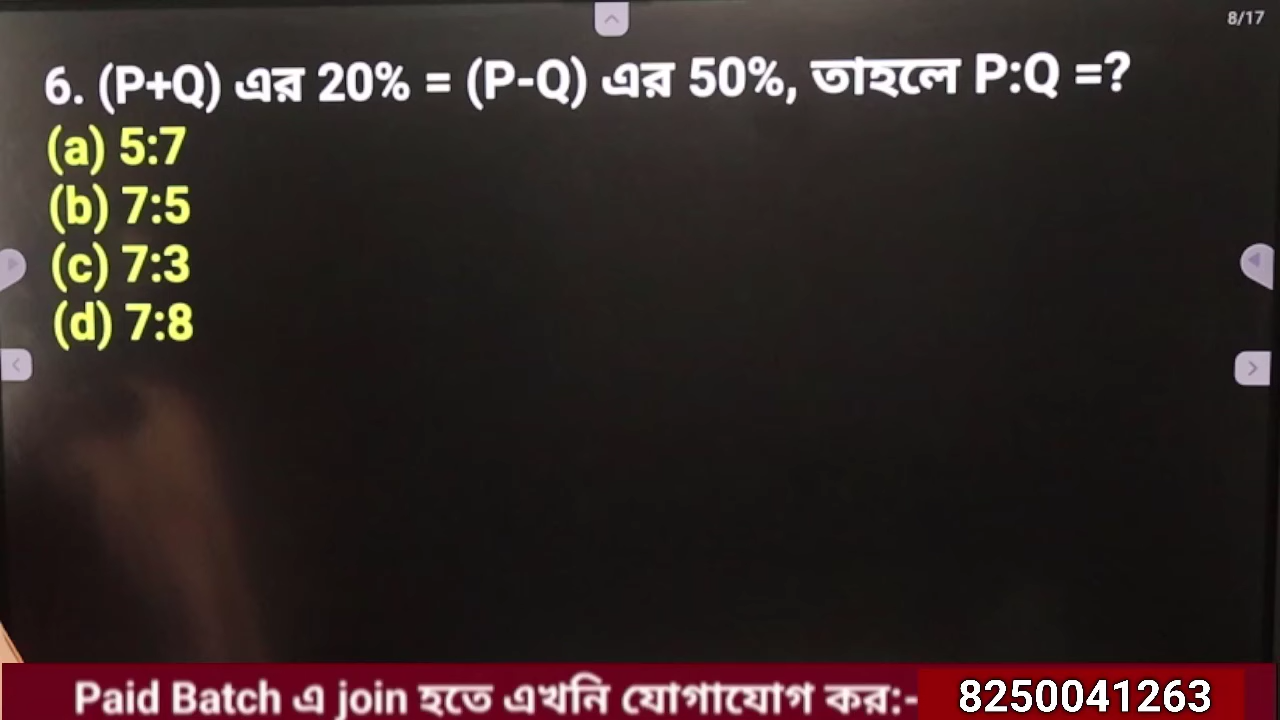 8/17
6. (P+Q) এর 20% = (P-Q) এর 50%, তাহলে P:Q =?
(a) 5:7
(b) 7:5
(c) 7:3
(d) 7:8
Paid Batch এ join হতে এখনি যোগাযোগ কর:- 8250041263